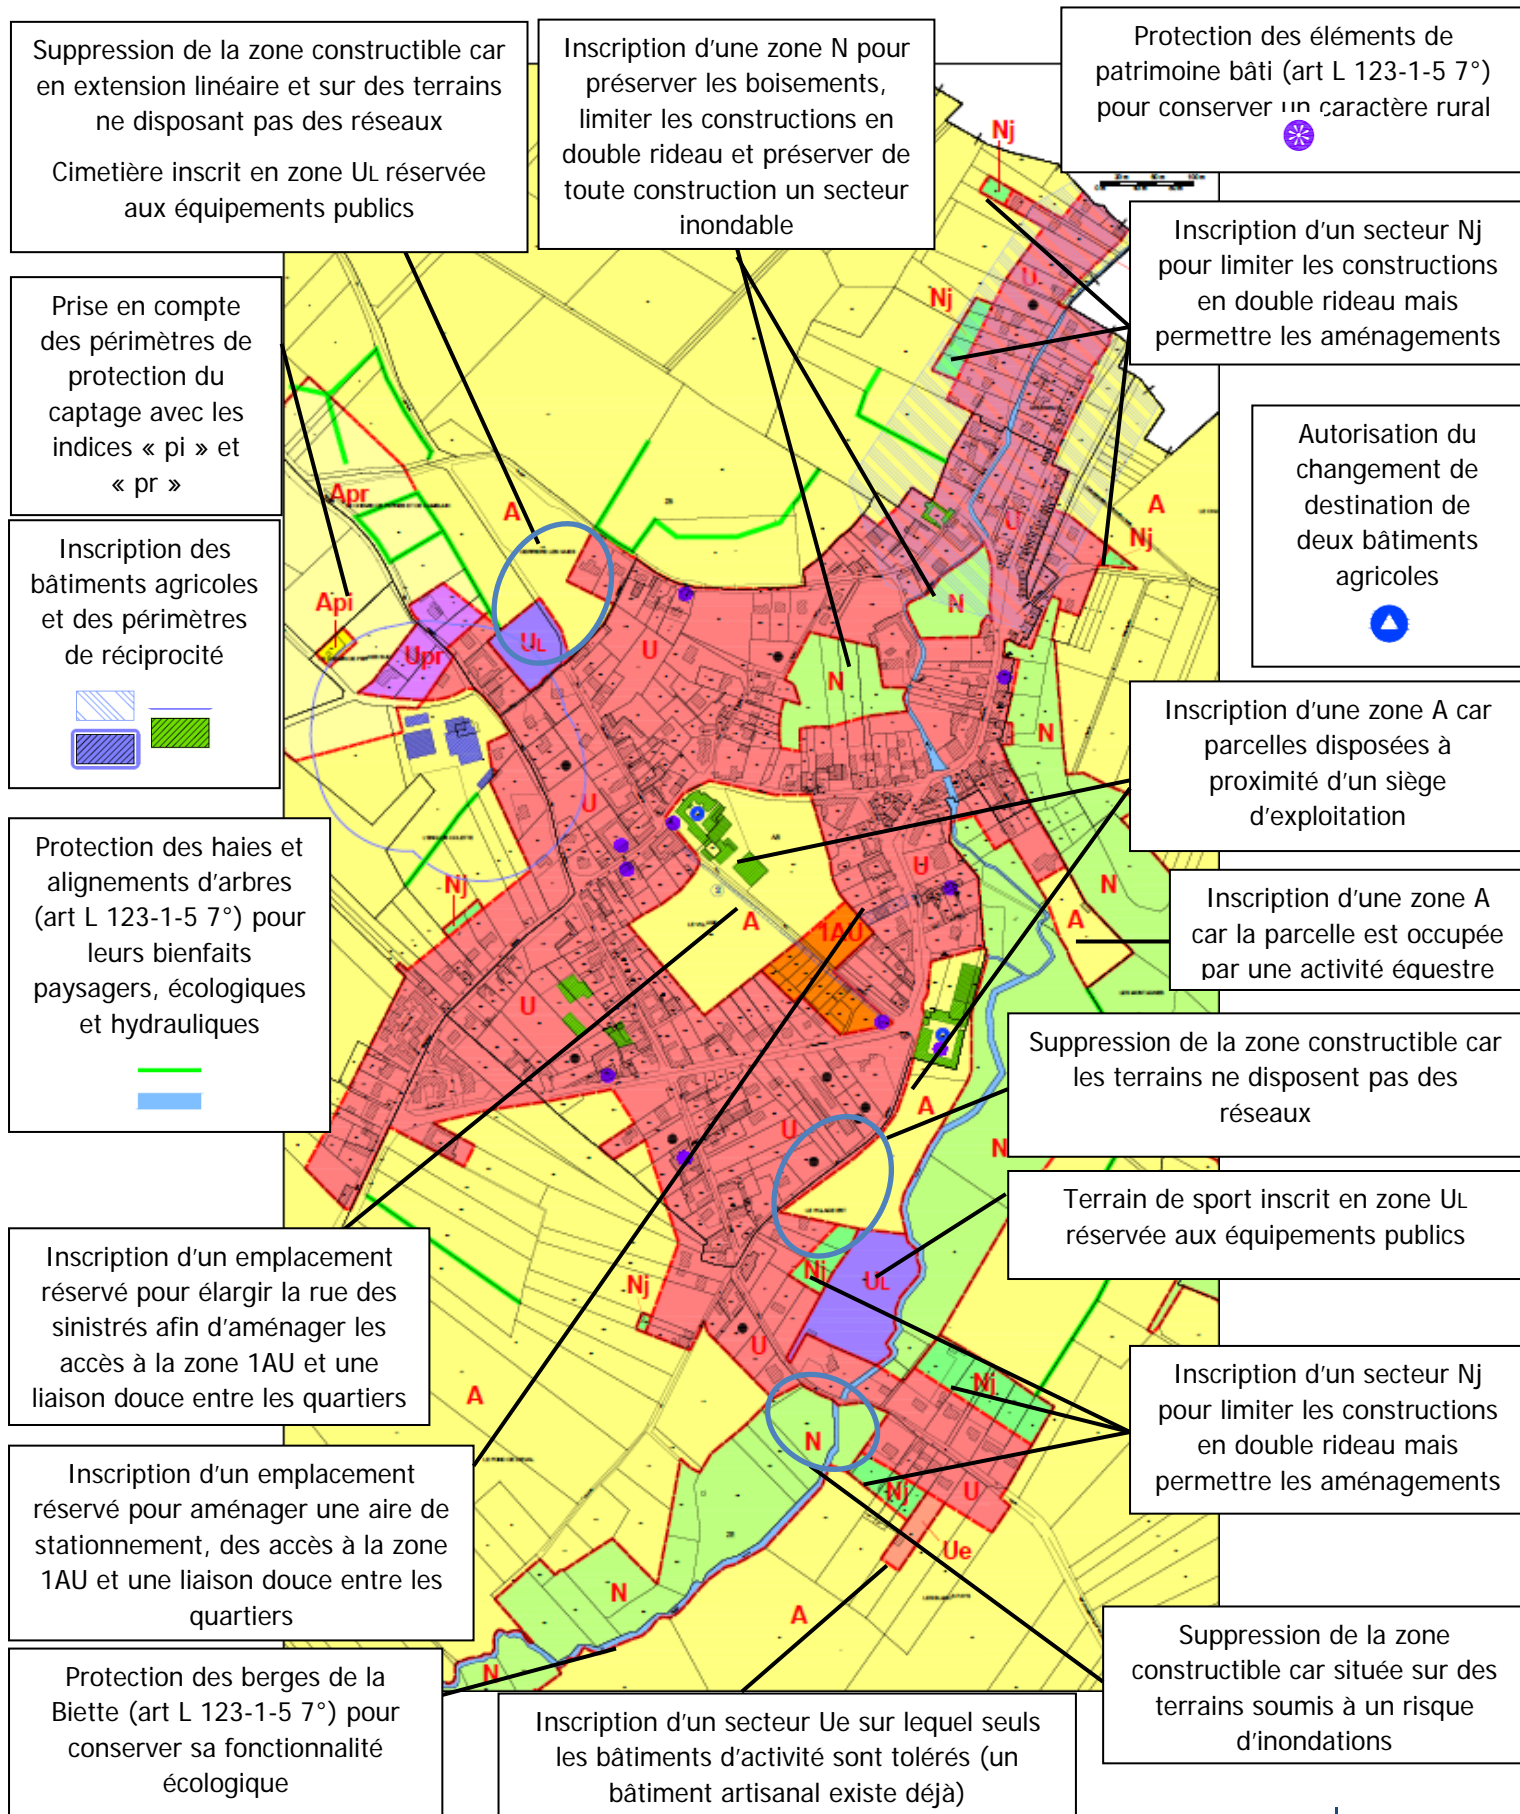 Suppression de la zone constructible car
en extension linéaire et sur des terrains
ne disposant pas des réseaux
Cimetière inscrit en zone UL réservée
aux équipements publics
Inscription d'une zone N pour
préserver les boisements,
limiter les constructions en
double rideau et préserver de
toute construction un secteur
inondable
Protection des éléments de
patrimoine bâti (art L 123-1-5 7°)
pour conserver un caractère rural
Inscription d'un secteur Nj
pour limiter les constructions
en double rideau mais
permettre les aménagements
Prise en compte
des périmètres de
protection du
captage avec les
indices « pi » et
« pr »
Autorisation du
changement de
destination de
deux bâtiments
agricoles
Inscription des
bâtiments agricoles
et des périmètres
de réciprocité
Inscription d'une zone A car
parcelles disposées à
proximité d'un siège
d'exploitation
Protection des haies et
alignements d'arbres
(art L 123-1-5 7°) pour
leurs bienfaits
paysagers, écologiques
et hydrauliques
Inscription d'une zone A
car la parcelle est occupée
par une activité équestre
Suppression de la zone constructible car
les terrains ne disposent pas des
réseaux
Terrain de sport inscrit en zone UL
réservée aux équipements publics
Inscription d'un emplacement
réservé pour élargir la rue des
sinistrés afin d'aménager les
accès à la zone 1AU et une
liaison douce entre les quartiers
Inscription d'un secteur Nj
pour limiter les constructions
en double rideau mais
permettre les aménagements
Inscription d'un emplacement
réservé pour aménager une aire de
stationnement, des accès à la zone
1AU et une liaison douce entre les
quartiers
Suppression de la zone
constructible car située sur des
terrains soumis à un risque
d'inondations
Protection des berges de la
Biette (art L 123-1-5 7°) pour
conserver sa fonctionnalité
écologique
Inscription d'un secteur Ue sur lequel seuls
les bâtiments d'activité sont tolérés (un
bâtiment artisanal existe déjà)
Nj
U
Nj
Apr
A
A
U
Nj
Api
N
UL
U
Upr
N
N
U
U
Nj
N
A
A
1AU
U
A
U
N
Nj
Nj
UL
U
A
Nj
N
Nj
U
Ue
N
A
N